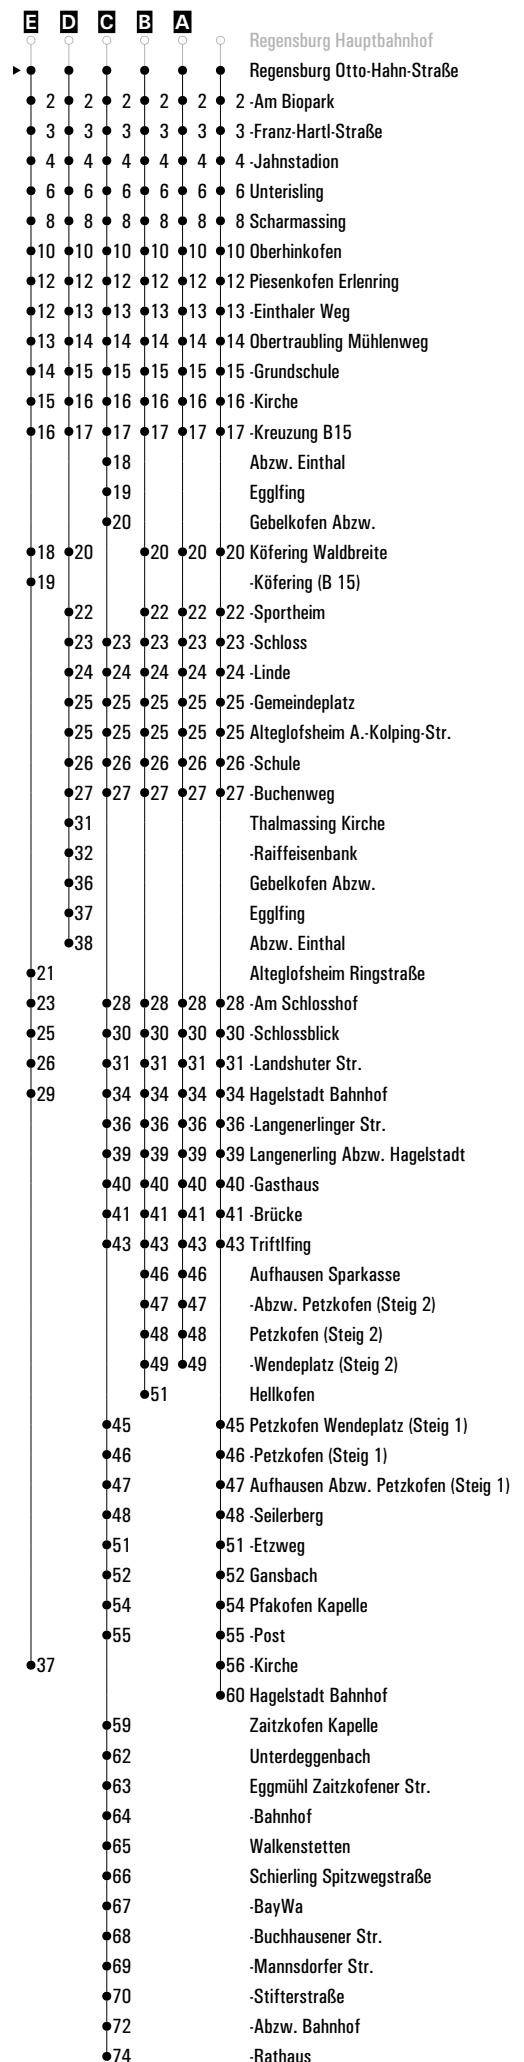 E D C B A
Regensburg Hauptbahnhof
Regensburg Otto-Hahn-Straße
2 2 2 2 2 2 -Am Biopark
3 3 3 3 3 3 -Franz-Hartl-Straße
4 4 4 4 4 4 -Jahnstadion
6 6 6 6 6 6 Unterisling
8 8 8 8 8 8 Scharmassing
10 10 10 10 10 10 Oberhinkofen
12 12 12 12 12 12 Piesenkofen Erlenring
12 13 13 13 13 13 -Einthaler Weg
13 14 14 14 14 14 Obertraubling Mühlenweg
14 15 15 15 15 15 -Grundschule
15 16 16 16 16 16 -Kirche
16 17 17 17 17 17 -Kreuzung B15
18 Abzw. Einthal
19 Egglfing
20 Gebelkofen Abzw.
18 20 20 20 20 Köfering Waldbreite
19 -Köfering (B 15)
22 22 22 22 -Sportheim
23 23 23 23 23 -Schloss
24 24 24 24 24 -Linde
25 25 25 25 25 -Gemeindeplatz
25 25 25 25 25 Alteglofsheim A.-Kolping-Str.
26 26 26 26 26 -Schule
27 27 27 27 27 -Buchenweg
31 Thalmassing Kirche
32 -Raiffeisenbank
36 Gebelkofen Abzw.
37 Egglfing
38 Abzw. Einthal
21 Alteglofsheim Ringstraße
23 28 28 28 28 -Am Schlosshof
25 30 30 30 30 -Schlossblick
26 31 31 31 31 -Landshuter Str.
29 34 34 34 34 Hagelstadt Bahnhof
36 36 36 36 -Langenerlinger Str.
39 39 39 39 Langenerling Abzw. Hagelstadt
40 40 40 40 -Gasthaus
41 41 41 41 -Brücke
43 43 43 43 Triftlfing
46 46 Aufhausen Sparkasse
47 47 -Abzw. Petzkofen (Steig 2)
48 48 Petzkofen (Steig 2)
49 49 -Wendeplatz (Steig 2)
51 Hellkofen
45 45 Petzkofen Wendeplatz (Steig 1)
46 46 -Petzkofen (Steig 1)
47 47 Aufhausen Abzw. Petzkofen (Steig 1)
48 48 -Seilerberg
51 51 -Etzweg
52 52 Gansbach
54 54 Pfakofen Kapelle
55 55 -Post
37 56 -Kirche
60 Hagelstadt Bahnhof
59 Zaitzkofen Kapelle
62 Unterdeggenbach
63 Eggmühl Zaitzkofener Str.
64 -Bahnhof
65 Walkenstetten
66 Schierling Spitzwegstraße
67 -BayWa
68 -Buchhausener Str.
69 -Mannsdorfer Str.
70 -Stifterstraße
72 -Abzw. Bahnhof
74 -Rathaus